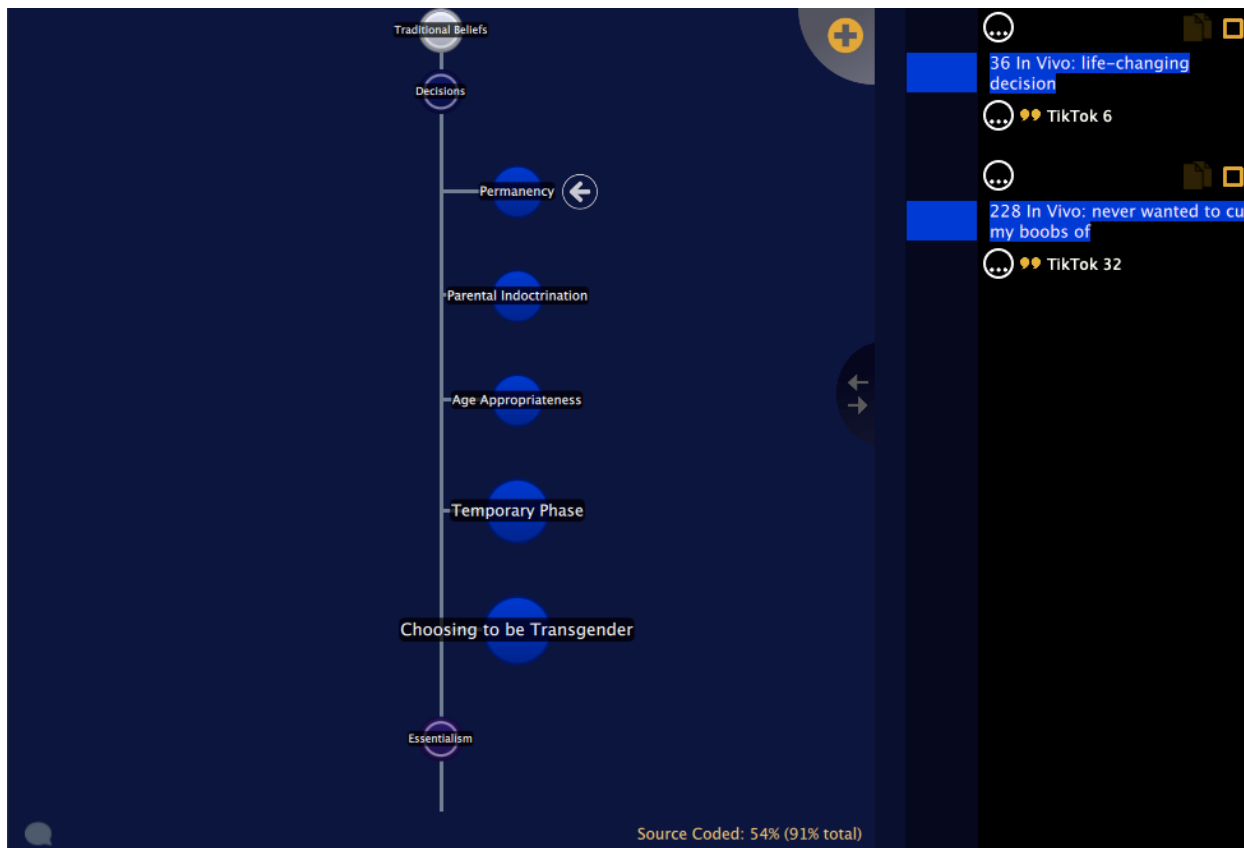 Traditional Beliefs
Decisions
Permanency
Parental Indoctrination
Age Appropriateness
Temporary Phase
Choosing to be Transgender
Essentialism
Source Coded: 54% (91% total)
36 In Vivo: life-changing
decision
TikTok 6
228 In Vivo: never wanted to cu
my boobs of
TikTok 32